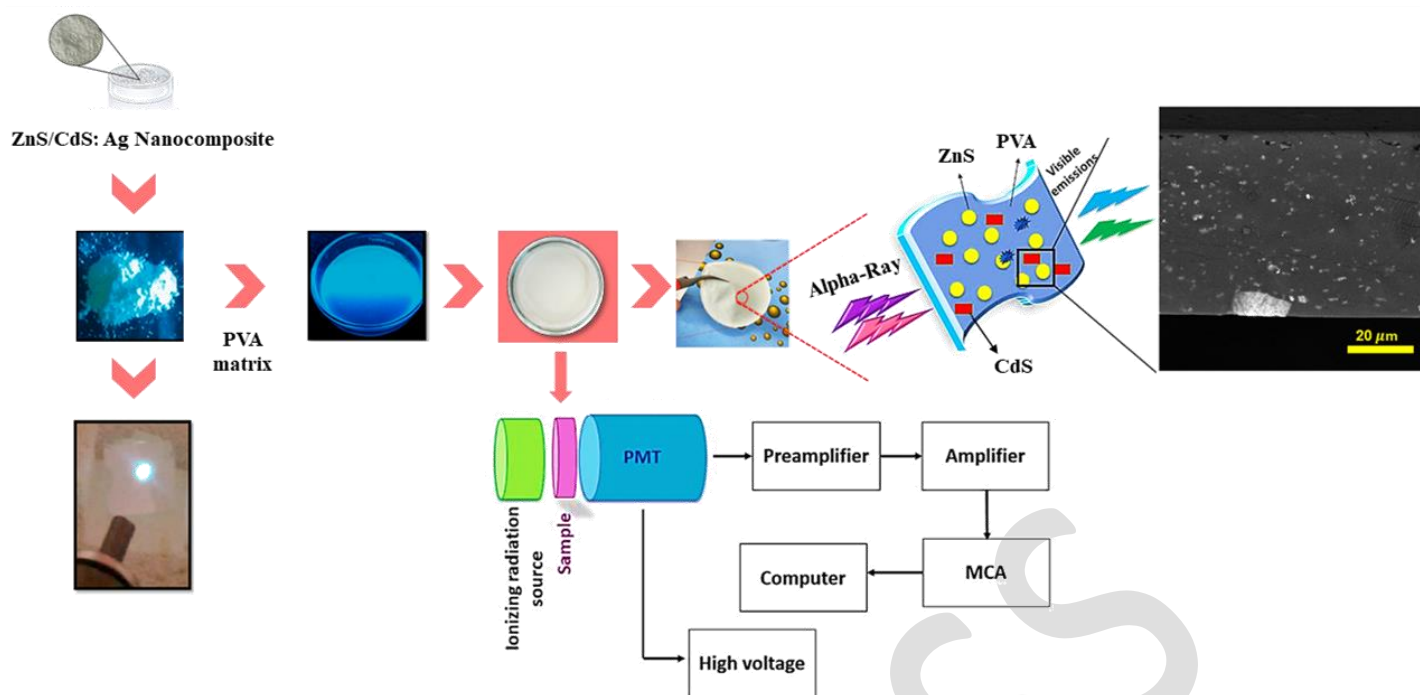 ZnS/CdS: Ag Nanocomposite
PVA
matrix
ZnS
PVA
Visible
emissions
Alpha-Ray
CdS
20 μm
Ionizing radiation
source
Sample
PMT
Preamplifier
Amplifier
MCA
Computer
High voltage